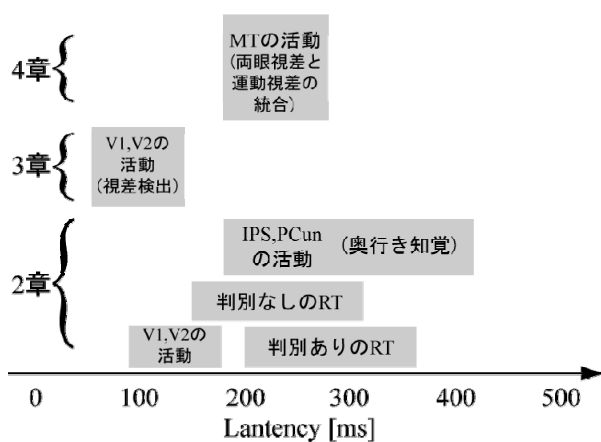 4章
MTの活動
(両眼視差と
運動視差の
統合)
3章
V1,V2の
活動
(視差検出)
2章
IPS,PCun
の活動
(奥行き知覚)
判別なしのRT
V1,V2の
活動
判別ありのRT
0 100 200 300 400 500
Lantency [ms]